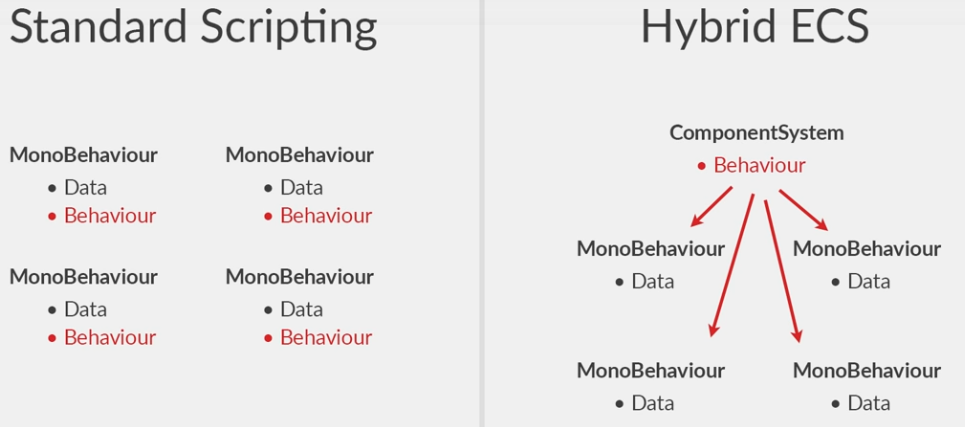 Standard Scripting
MonoBehaviour
• Data
• Behaviour
MonoBehaviour
• Data
• Behaviour
MonoBehaviour
• Data
• Behaviour
MonoBehaviour
• Data
• Behaviour
Hybrid ECS
ComponentSystem
• Behaviour
MonoBehaviour
• Data
MonoBehaviour
• Data
MonoBehaviour
• Data
MonoBehaviour
• Data